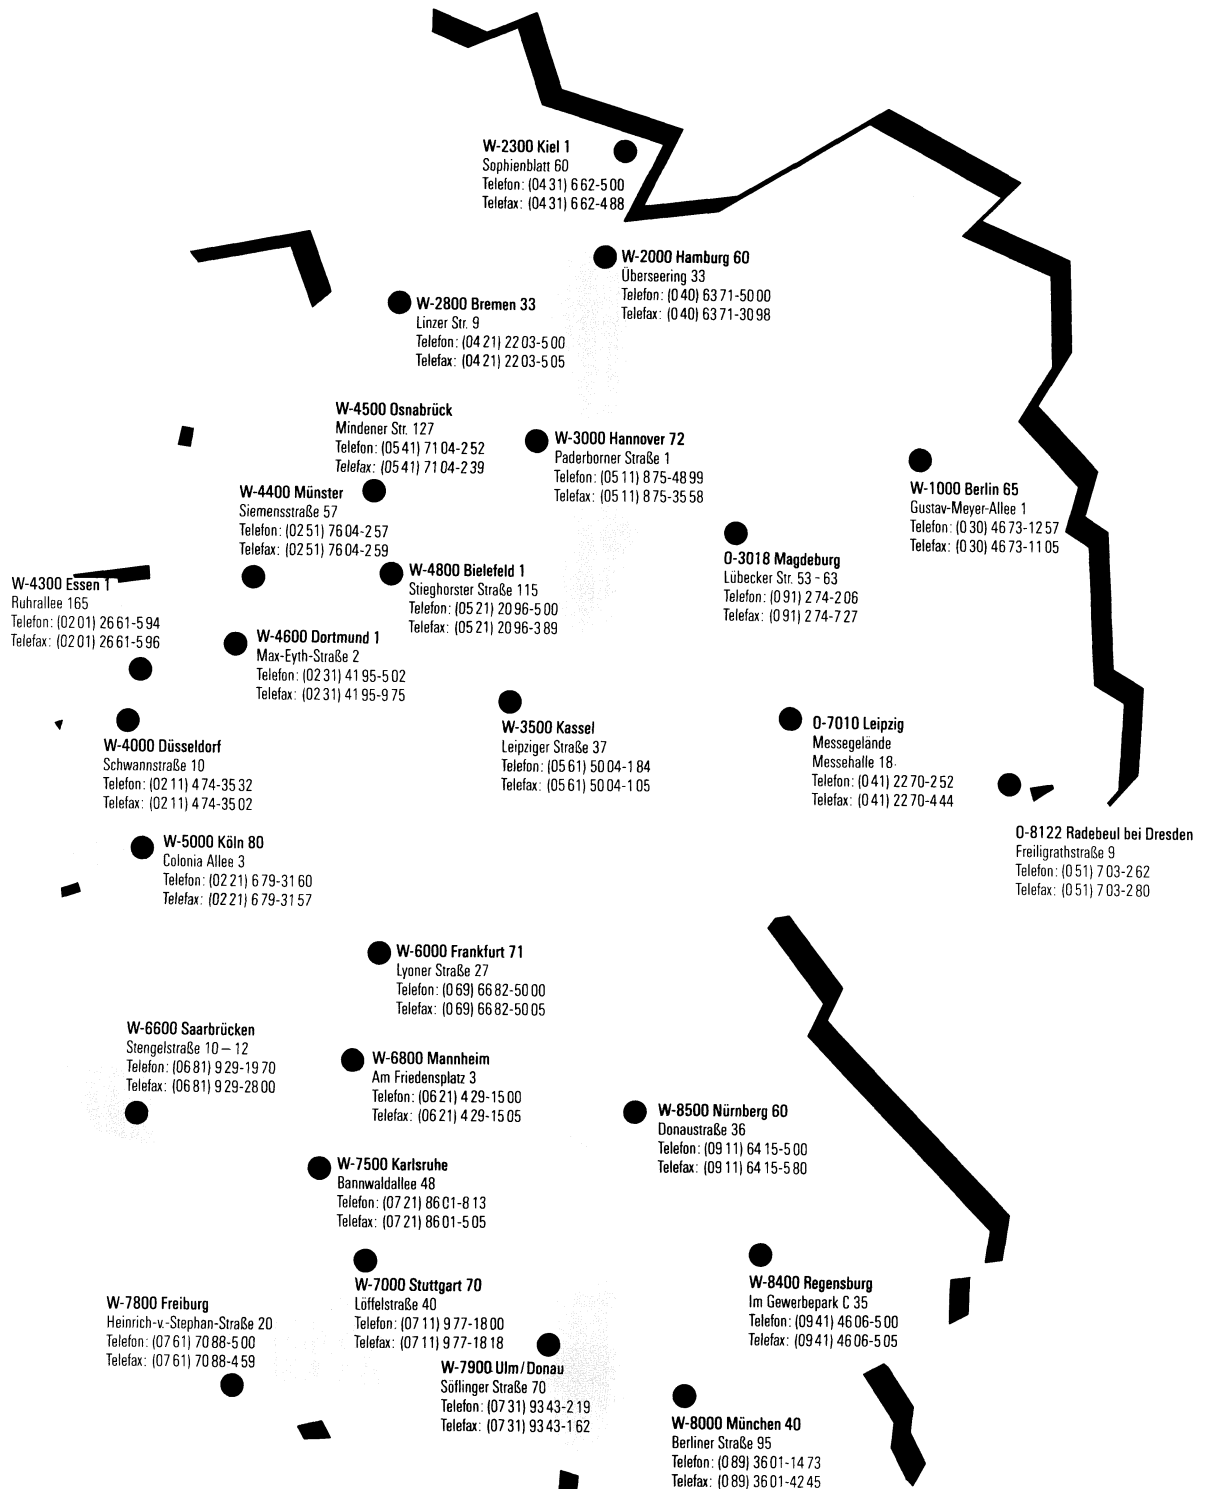 W-2300 Kiel 1
Sophienblatt 60
Telefon: (04 31) 6 62-5 00
Telefax: (04 31) 6 62-4 88
W-2000 Hamburg 60
Überseering 33
Telefon: (0 40) 63 71-50 00
Telefax: (0 40) 63 71-30 98
W-2800 Bremen 33
Linzer Str. 9
Telefon: (04 21) 22 03-5 00
Telefax: (04 21) 22 03-5 05
W-4500 Osnabrück
Mindener Str. 127
Telefon: (05 41) 71 04-2 52
Telefax: (05 41) 71 04-2 39
W-3000 Hannover 72
Paderborner Straße 1
Telefon: (05 11) 8 75-48 99
Telefax: (05 11) 8 75-35 58
W-1000 Berlin 65
Gustav-Meyer-Allee 1
Telefon: (0 30) 46 73-12 57
Telefax: (0 30) 46 73-11 05
W-4400 Münster
Siemensstraße 57
Telefon: (02 51) 76 04-2 57
Telefax: (02 51) 76 04-2 59
O-3018 Magdeburg
Lübecker Str. 53 - 63
Telefon: (0 91) 2 74-2 06
Telefax: (0 91) 2 74-7 27
W-4300 Essen 1
Ruhrallee 165
Telefon: (02 01) 26 61-5 94
Telefax: (02 01) 26 61-5 96
W-4800 Bielefeld 1
Stieghorster Straße 115
Telefon: (05 21) 20 96-5 00
Telefax: (05 21) 20 96-3 89
W-4600 Dortmund 1
Max-Eyth-Straße 2
Telefon: (02 31) 41 95-5 02
Telefax: (02 31) 41 95-9 75
W-4000 Düsseldorf
Schwannstraße 10
Telefon: (02 11) 4 74-35 32
Telefax: (02 11) 4 74-35 02
W-3500 Kassel
Leipziger Straße 37
Telefon: (05 61) 50 04-1 84
Telefax: (05 61) 50 04-1 05
O-7010 Leipzig
Messegelände
Messehalle 18
Telefon: (0 41) 22 70-2 52
Telefax: (0 41) 22 70-4 44
O-8122 Radebeul bei Dresden
Freiligrathstraße 9
Telefon: (0 51) 7 03-2 62
Telefax: (0 51) 7 03-2 80
W-5000 Köln 80
Colonia Allee 3
Telefon: (02 21) 6 79-31 60
Telefax: (02 21) 6 79-31 57
W-6000 Frankfurt 71
Lyoner Straße 27
Telefon: (0 69) 66 82-50 00
Telefax: (0 69) 66 82-50 05
W-6600 Saarbrücken
Stengelstraße 10 – 12
Telefon: (06 81) 9 29-19 70
Telefax: (06 81) 9 29-28 00
W-6800 Mannheim
Am Friedensplatz 3
Telefon: (06 21) 4 29-15 00
Telefax: (06 21) 4 29-15 05
W-8500 Nürnberg 60
Donaustraße 36
Telefon: (09 11) 64 15-5 00
Telefax: (09 11) 64 15-5 80
W-7500 Karlsruhe
Bannwaldallee 48
Telefon: (07 21) 86 01-8 13
Telefax: (07 21) 86 01-5 05
W-7000 Stuttgart 70
Löffelstraße 40
Telefon: (07 11) 9 77-18 00
Telefax: (07 11) 9 77-18 18
W-8400 Regensburg
Im Gewerbepark C 35
Telefon: (09 41) 46 06-5 00
Telefax: (09 41) 46 06-5 05
W-7800 Freiburg
Heinrich-v.-Stephan-Straße 20
Telefon: (07 61) 70 88-5 00
Telefax: (07 61) 70 88-4 59
W-7900 Ulm/Donau
Söflinger Straße 70
Telefon: (07 31) 93 43-2 19
Telefax: (07 31) 93 43-1 62
W-8000 München 40
Berliner Straße 95
Telefon: (0 89) 36 01-14 73
Telefax: (0 89) 36 01-42 45